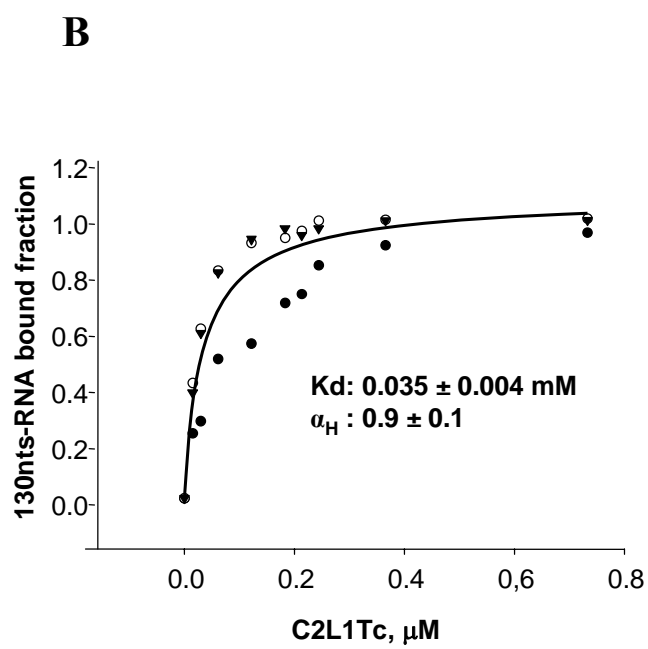 B
1.2
1.0
0.8
0.6
0.4
0.2
0.0
130nts-RNA bound fraction
Kd: 0.035 ± 0.004 mM
αH : 0.9 ± 0.1
0.0 0.2 0.4 0,6 0.8
C2L1Tc, μM